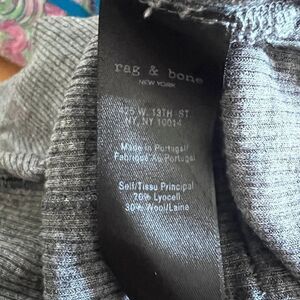 rag & bone
NEW YORK
W. 13TH ST
NY, NY 10014
Made in Portugal/
Fabriqué Au Portugal
Self/Tissu Principal
70% Lyocell
30% Wool/Laine